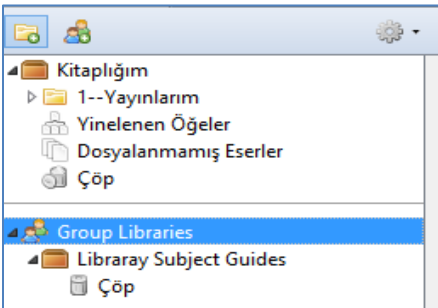 Kitaplığım
1--Yayınlarım
Yinelenen Öğeler
Dosyalanmamış Eserler
Çöp
Group Libraries
Libraray Subject Guides
Çöp